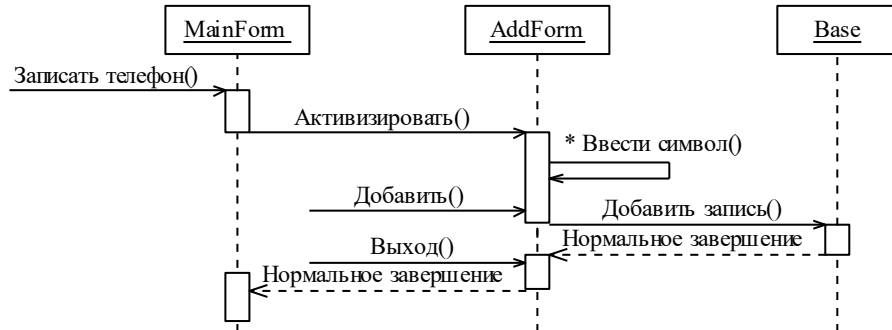 MainForm
AddForm
Base
Записать телефон()
Активизировать()
* Ввести символ()
Добавить()
Добавить запись()
Нормальное завершение
Выход()
Нормальное завершение